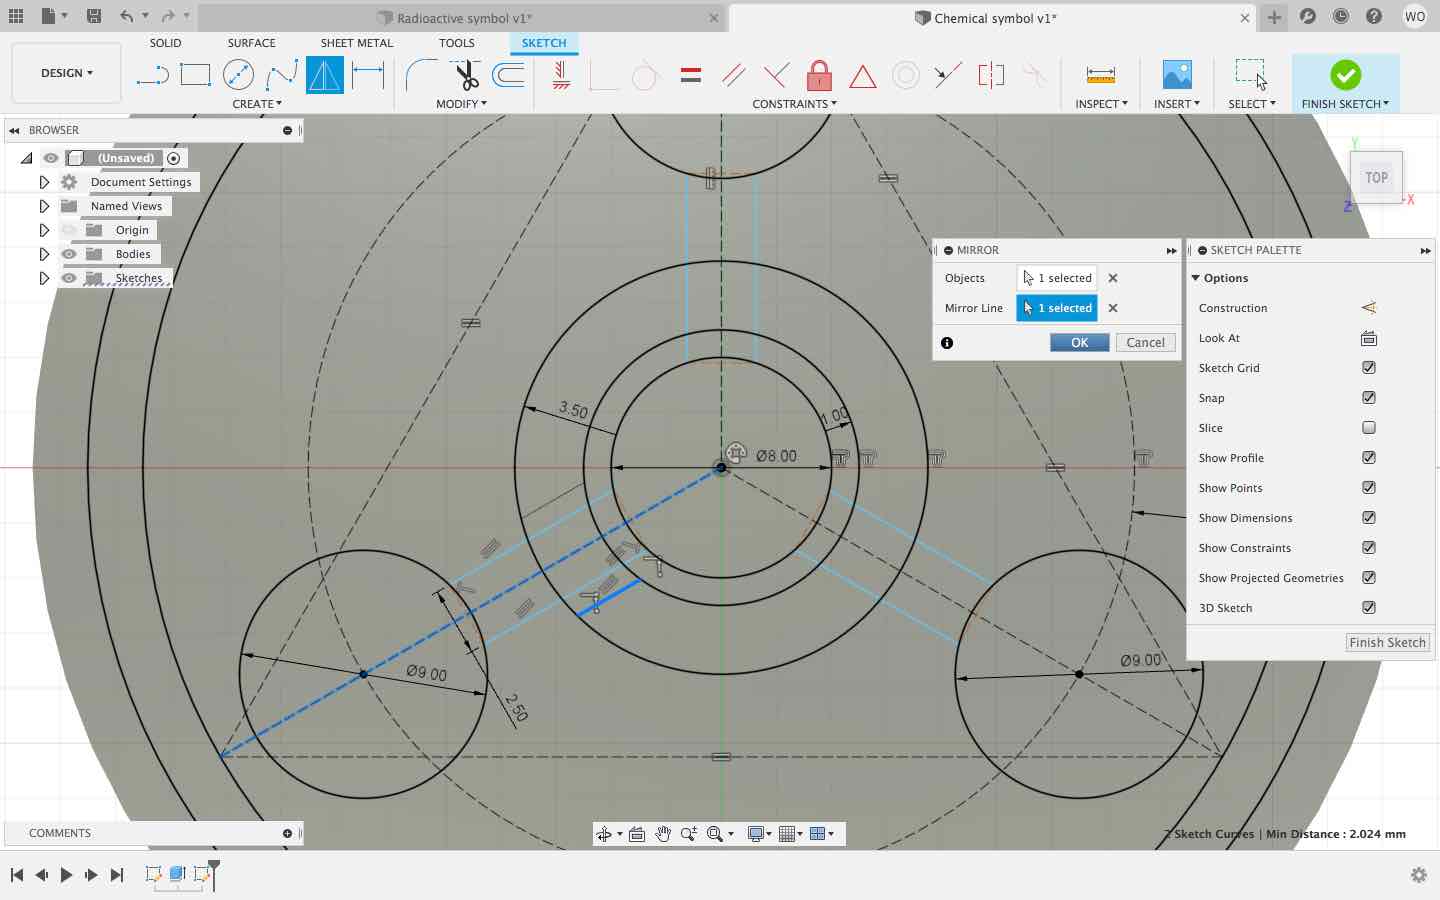 Radioactive symbol v1*
Chemical symbol v1*
WO
DESIGN
SOLID SURFACE SHEET METAL TOOLS SKETCH
CREATE MODIFY CONSTRAINTS INSPECT INSERT SELECT FINISH SKETCH
BROWSER
(Unsaved)
Document Settings
Named Views
Origin
Bodies
Sketches
Y
TOP
Z X
MIRROR
Objects 1 selected
Mirror Line 1 selected
OK Cancel
SKETCH PALETTE
Options
Construction
Look At
Sketch Grid
Snap
Slice
Show Profile
Show Points
Show Dimensions
Show Constraints
Show Projected Geometries
3D Sketch
Finish Sketch
3.50
1.00
Ø8.00
Ø9.00
2.50
Ø9.00
COMMENTS
2 Sketch Curves | Min Distance : 2.024 mm